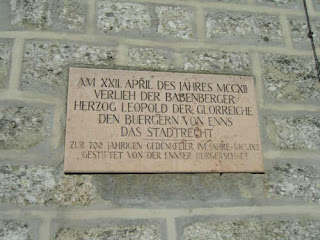 AM XXII. APRIL DES JAHRES MCCXII
VERLIEH DER BABENBERGER
HERZOG LEOPOLD DER GLORREICHE
DEN BUERGERN VON ENNS
DAS STADTRECHT
ZUR 700 JÄHRIGEN GEDENKFEIER IM JAHRE
GESTIFTET VON DER ENNSER BÜRGERSCHAFT